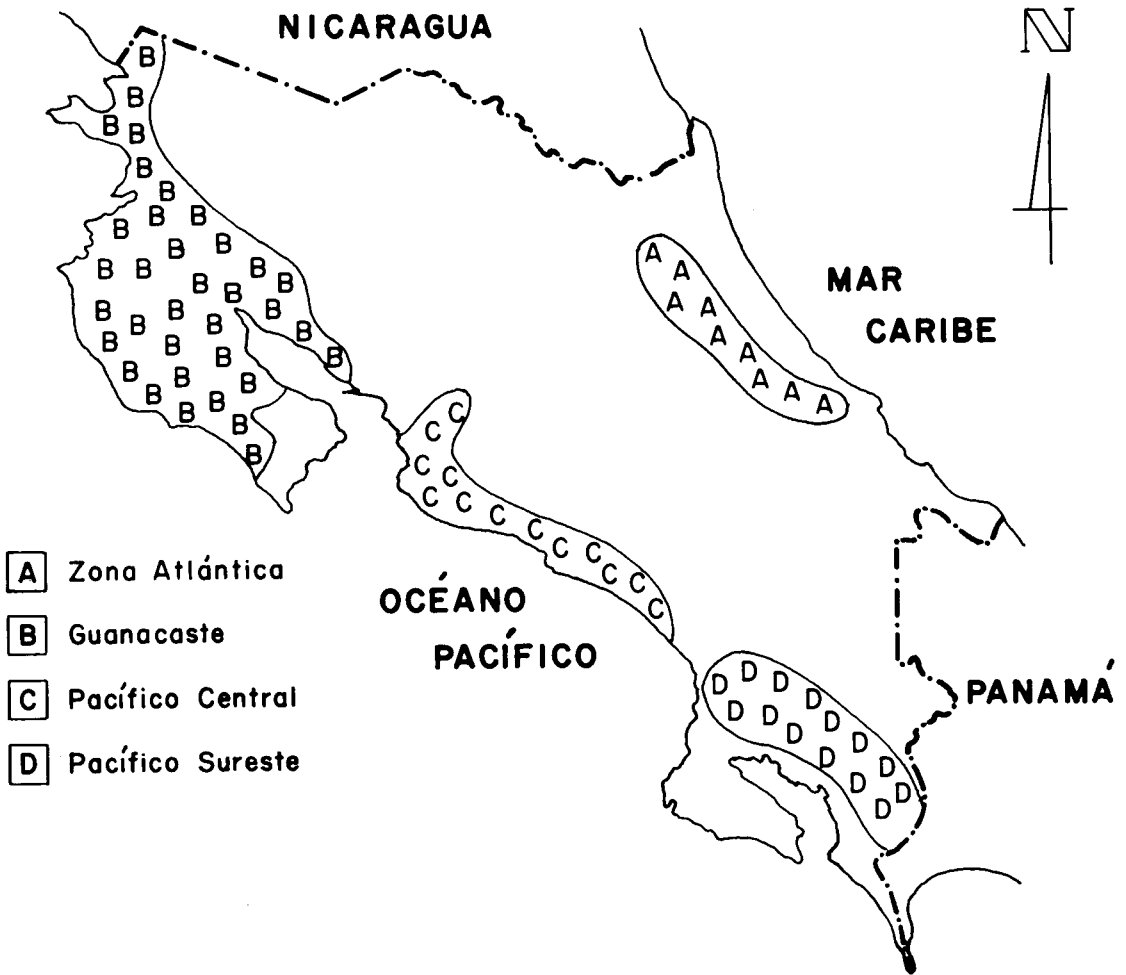 NICARAGUA
N
B
B
B B
B
B
B B
B B B
B B B B
B B
B B B
B B B
B B B B
B B B
B B B
B
B
A
A
A A
A
A
A A A
MAR
CARIBE
C
C
C C
C C
C
C
C C
C C
C
OCÉANO
PACÍFICO
D D D D
D D D
D D
D D
D D
D
PANAMÁ
A Zona Atlántica
B Guanacaste
C Pacífico Central
D Pacífico Sureste